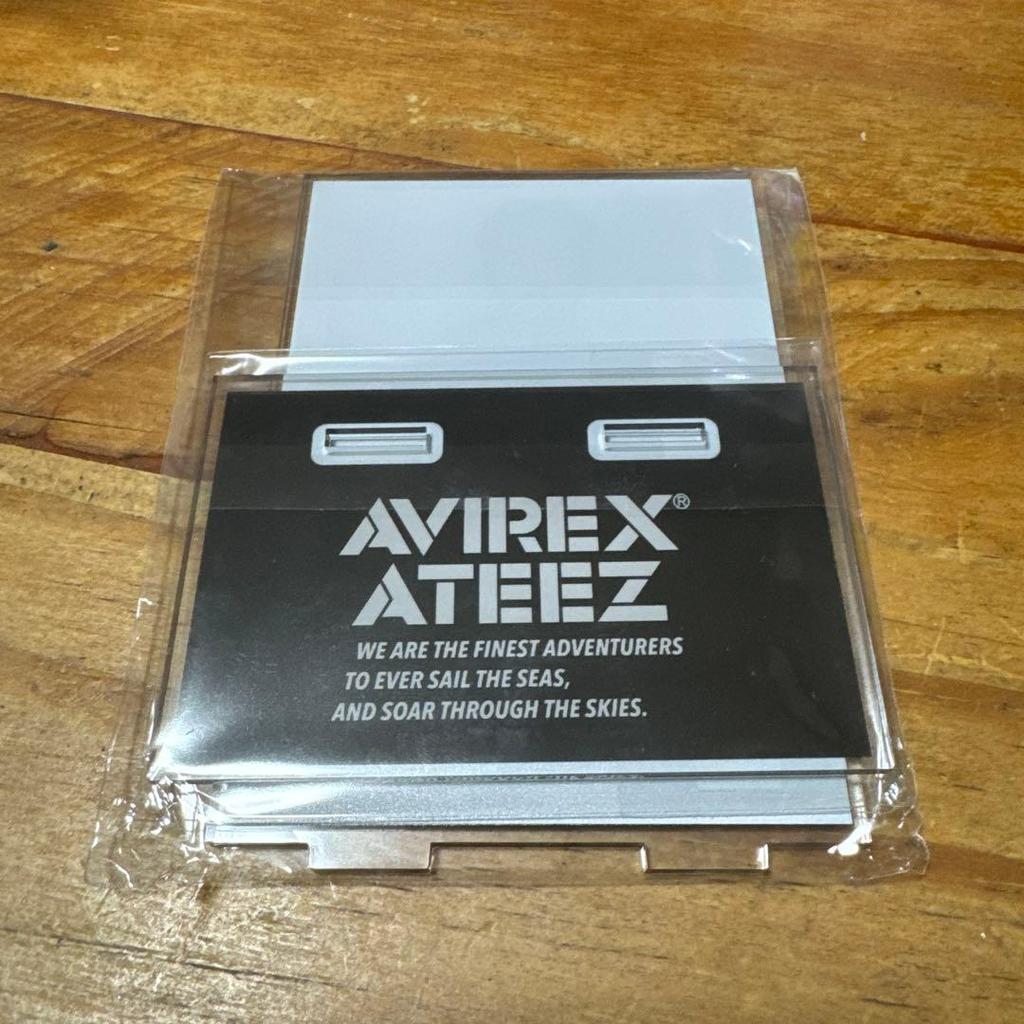 AVIREX®
ATEEZ
WE ARE THE FINEST ADVENTURERS
TO EVER SAIL THE SEAS,
AND SOAR THROUGH THE SKIES.